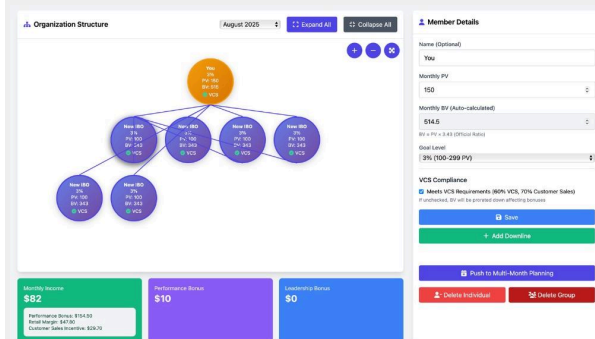 Organization Structure
August 2025
Expand All
Collapse All
You
3%
PV: 150
BV: 515
VCS
New IBO
3%
PV: 100
BV: 343
VCS
New IBO
3%
PV: 100
BV: 343
VCS
New IBO
3%
PV: 100
BV: 343
VCS
New IBO
3%
PV: 100
BV: 343
VCS
New IBO
3%
PV: 100
BV: 343
VCS
New IBO
3%
PV: 100
BV: 343
VCS
Monthly Income
$82
Performance Bonus: $154.50
Retail Margin: $47.60
Customer Sales Incentive: $29.70
Performance Bonus
$10
Leadership Bonus
$0
Member Details
Name (Optional)
You
Monthly PV
150
Monthly BV (Auto-calculated)
514.5
BV = PV × 3.43 (Official Ratio)
Goal Level
3% (100-299 PV)
VCS Compliance
Meets VCS Requirements (60% VCS, 70% Customer Sales)
If unchecked, BV will be prorated down affecting bonuses
Save
+ Add Downline
Push to Multi-Month Planning
Delete Individual
Delete Group